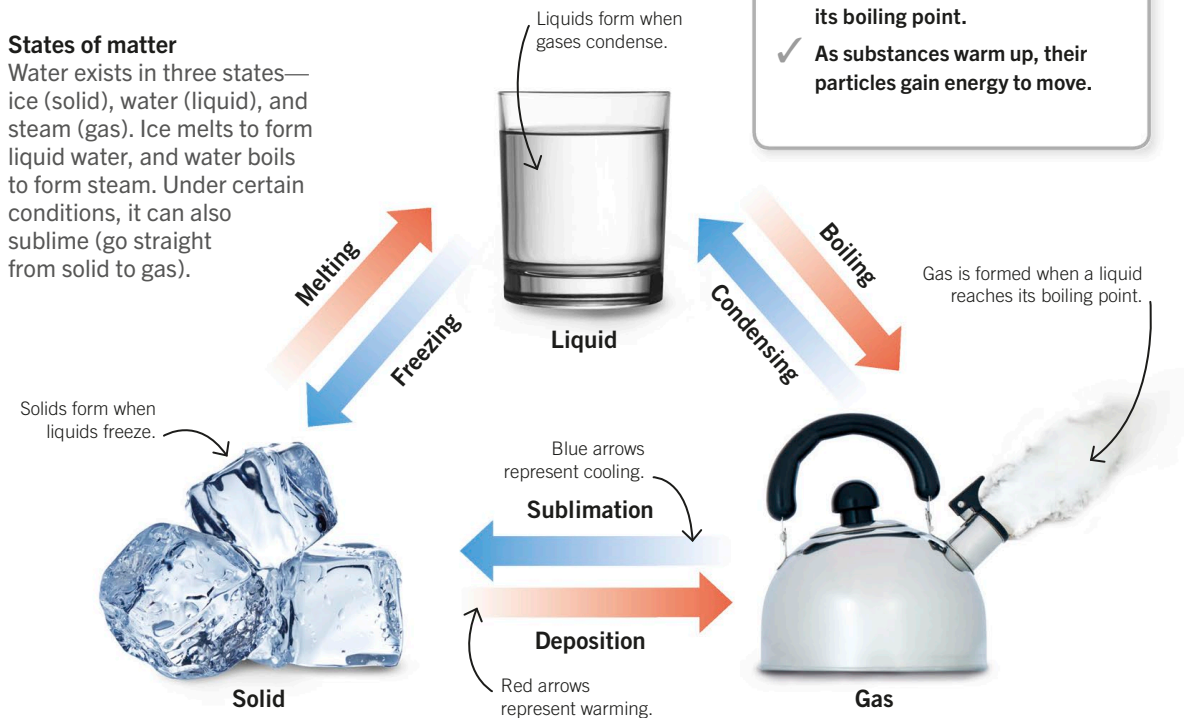 States of matter
Water exists in three states—
ice (solid), water (liquid), and
steam (gas). Ice melts to form
liquid water, and water boils
to form steam. Under certain
conditions, it can also
sublime (go straight
from solid to gas).
Liquids form when
gases condense.
its boiling point.
✓ As substances warm up, their
particles gain energy to move.
Melting
Freezing
Liquid
Boiling
Condensing
Gas is formed when a liquid
reaches its boiling point.
Solids form when
liquids freeze.
Blue arrows
represent cooling.
Sublimation
Deposition
Red arrows
represent warming.
Solid
Gas